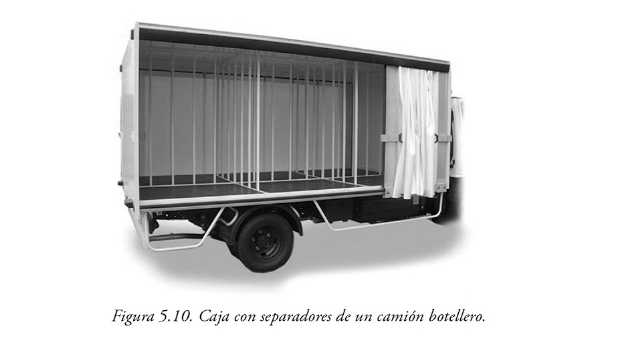 Figura 5.10. Caja con separadores de un camión botellero.